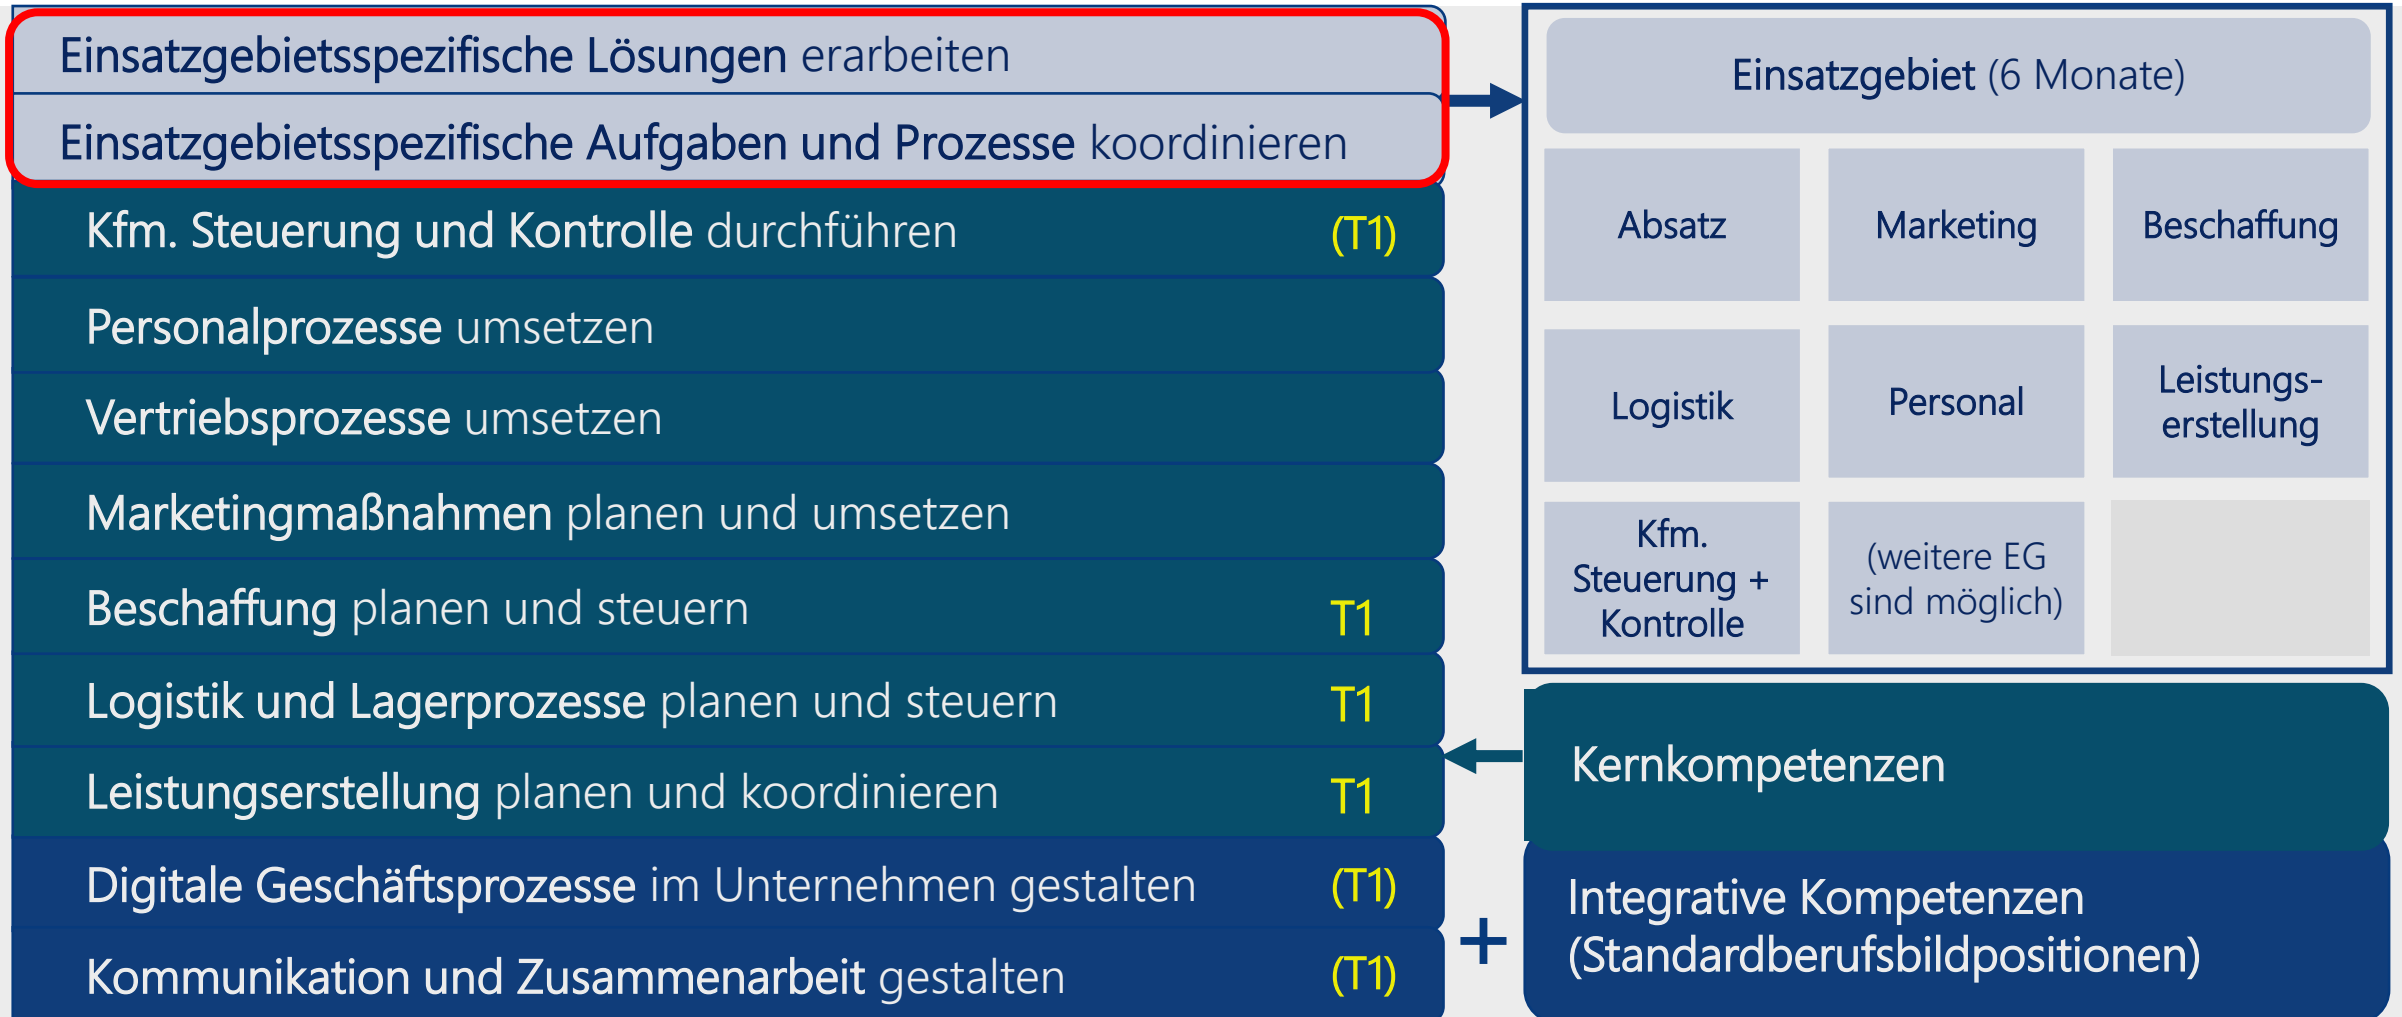 Einsatzgebietsspezifische Lösungen erarbeiten
Einsatzgebietsspezifische Aufgaben und Prozesse koordinieren
Kfm. Steuerung und Kontrolle durchführen (T1)
Personalprozesse umsetzen
Vertriebsprozesse umsetzen
Marketingmaßnahmen planen und umsetzen
Beschaffung planen und steuern T1
Logistik und Lagerprozesse planen und steuern T1
Leistungserstellung planen und koordinieren T1
Digitale Geschäftsprozesse im Unternehmen gestalten (T1)
Kommunikation und Zusammenarbeit gestalten (T1)
Einsatzgebiet (6 Monate)
Absatz
Marketing
Beschaffung
Logistik
Personal
Leistungs-
erstellung
Kfm.
Steuerung +
Kontrolle
(weitere EG
sind möglich)
Kernkompetenzen
+
Integrative Kompetenzen
(Standardberufsbildpositionen)